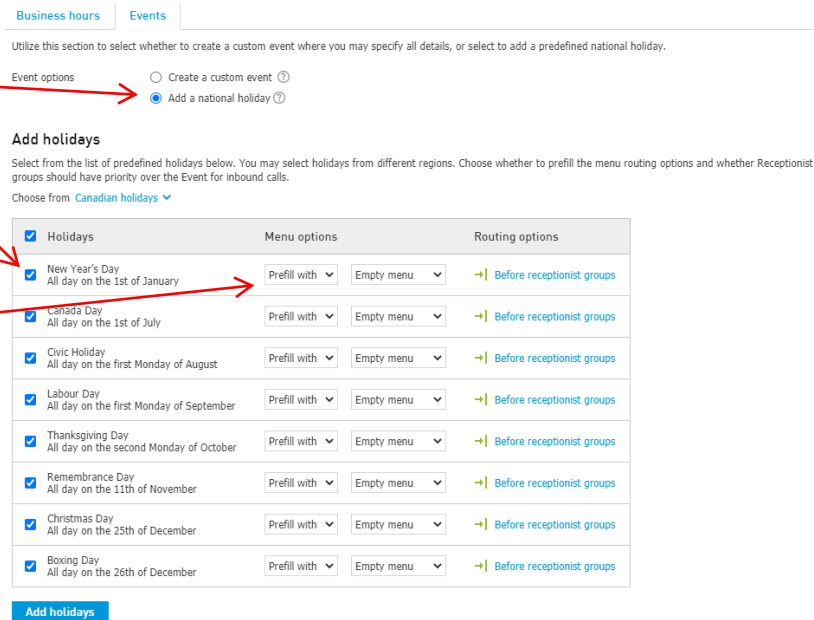 Business hours Events
Utilize this section to select whether to create a custom event where you may specify all details, or select to add a predefined national holiday.
Event options Create a custom event ?
Add a national holiday ?
Add holidays
Select from the list of predefined holidays below. You may select holidays from different regions. Choose whether to prefill the menu routing options and whether Receptionist
groups should have priority over the Event for inbound calls.
Choose from Canadian holidays
Holidays Menu options Routing options
New Year's Day
All day on the 1st of January
Prefill with Empty menu Before receptionist groups
Canada Day
All day on the 1st of July
Prefill with Empty menu Before receptionist groups
Civic Holiday
All day on the first Monday of August
Prefill with Empty menu Before receptionist groups
Labour Day
All day on the first Monday of September
Prefill with Empty menu Before receptionist groups
Thanksgiving Day
All day on the second Monday of October
Prefill with Empty menu Before receptionist groups
Remembrance Day
All day on the 11th of November
Prefill with Empty menu Before receptionist groups
Christmas Day
All day on the 25th of December
Prefill with Empty menu Before receptionist groups
Boxing Day
All day on the 26th of December
Prefill with Empty menu Before receptionist groups
Add holidays